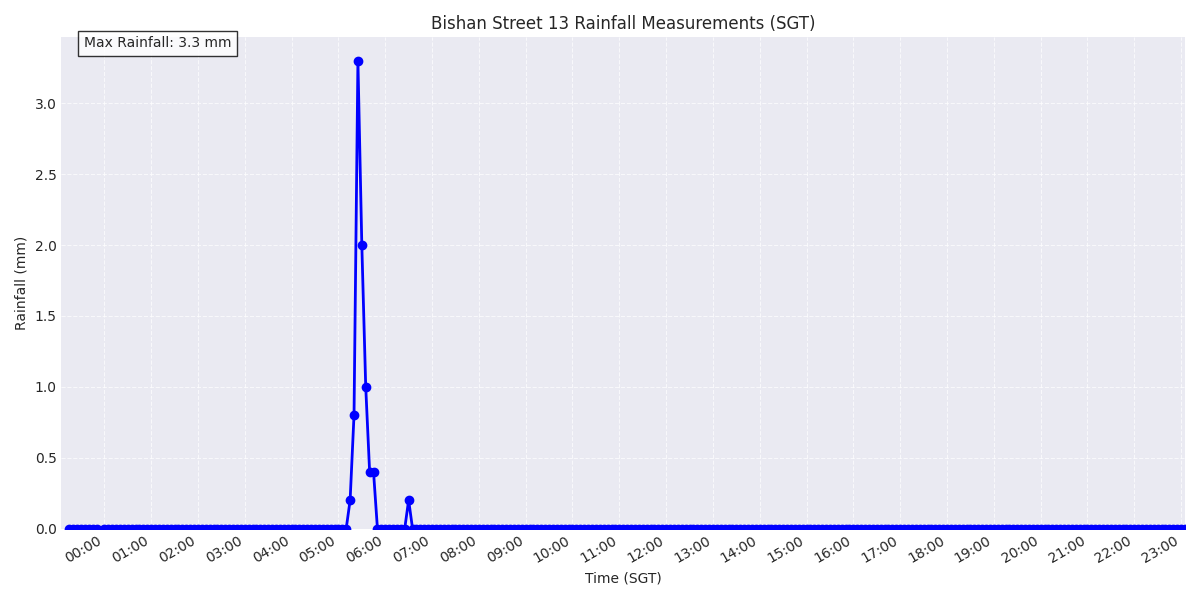 Bishan Street 13 Rainfall Measurements (SGT)
Max Rainfall: 3.3 mm
Rainfall (mm)
3.0
2.5
2.0
1.5
1.0
0.5
0.0
00:00 01:00 02:00 03:00 04:00 05:00 06:00 07:00 08:00 09:00 10:00 11:00 12:00 13:00 14:00 15:00 16:00 17:00 18:00 19:00 20:00 21:00 22:00 23:00
Time (SGT)